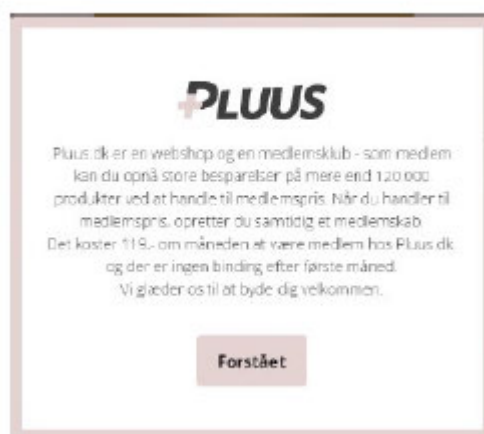 PLUUS
Pluus.dk er en webshop og en medlemsklub - som medlem
kan du opnå store besparelser på mere end 120.000
produkter ved at handle til medlemspris. Når du handler til
medlemspris, opretter du samtidig et medlemskab.
Det koster 119,- om måneden at være medlem hos Pluus.dk
og der er ingen binding efter første måned.
Vi glæder os til at byde dig velkommen.
Forstået